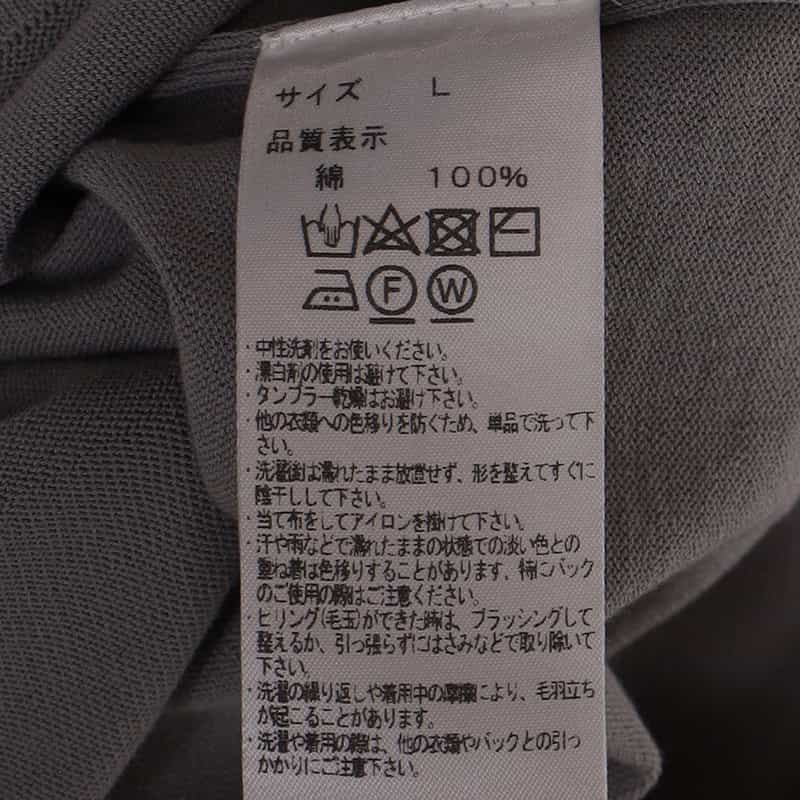 サイズ L
品質表示
綿 100%
F W
・中性洗剤をお使いください。
・漂白剤の使用は避けて下さい。
・タンブラー乾燥はお避け下さい。
・他の衣類への色移りを防ぐため、単品で洗って下
さい。
・洗濯後は濡れたまま放置せず、形を整えてすぐに
陰干しして下さい。
・当て布をしてアイロンを掛けて下さい。
・汗や雨などで濡れたままの状態での淡い色との
重ね着は色移りすることがあります、特にバック
のご使用の際はご注意ください。
・ピリング(毛玉)ができた時は、ブラッシングして
整えるか、引っ張らずにはさみなどで取り除いて
下さい。
・洗濯の繰り返しや着用中の摩擦により、毛羽立ち
が起こることがあります。
・洗濯や着用の際は、他の衣類やバックとの引っ
かかりにご注意下さい。